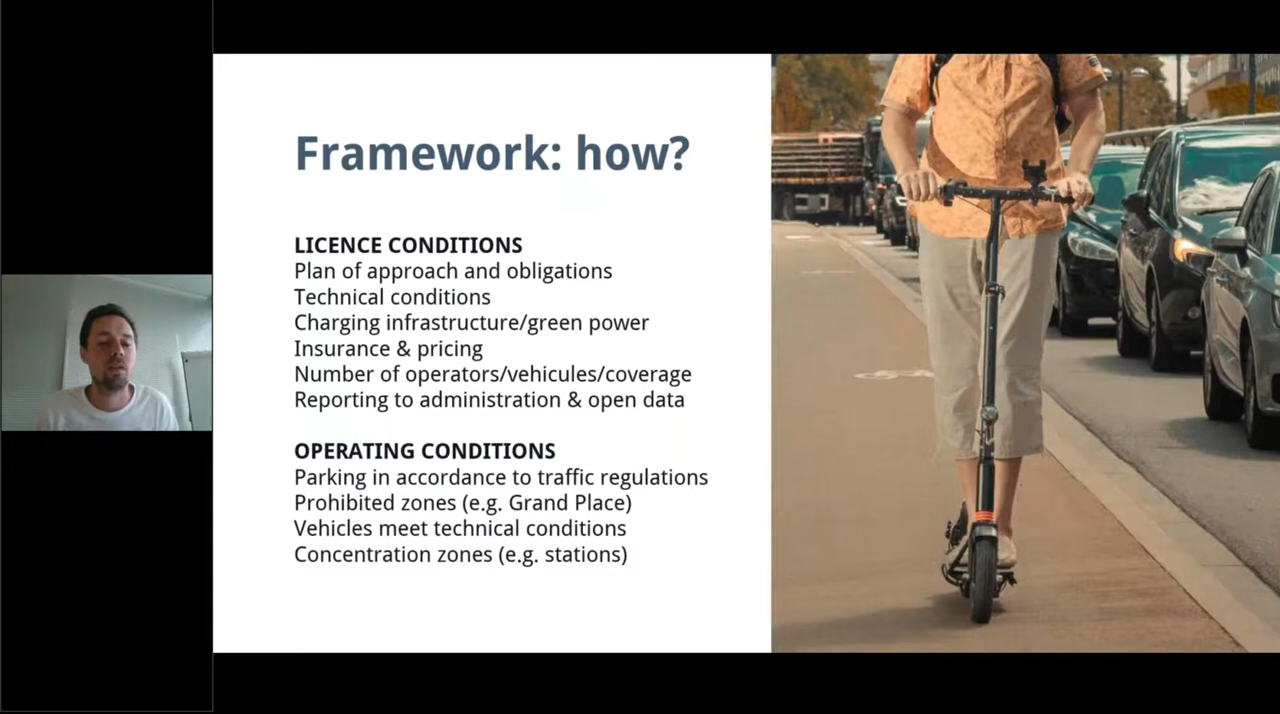 Framework: how?
LICENCE CONDITIONS
Plan of approach and obligations
Technical conditions
Charging infrastructure/green power
Insurance & pricing
Number of operators/vehicules/coverage
Reporting to administration & open data
OPERATING CONDITIONS
Parking in accordance to traffic regulations
Prohibited zones (e.g. Grand Place)
Vehicles meet technical conditions
Concentration zones (e.g. stations)